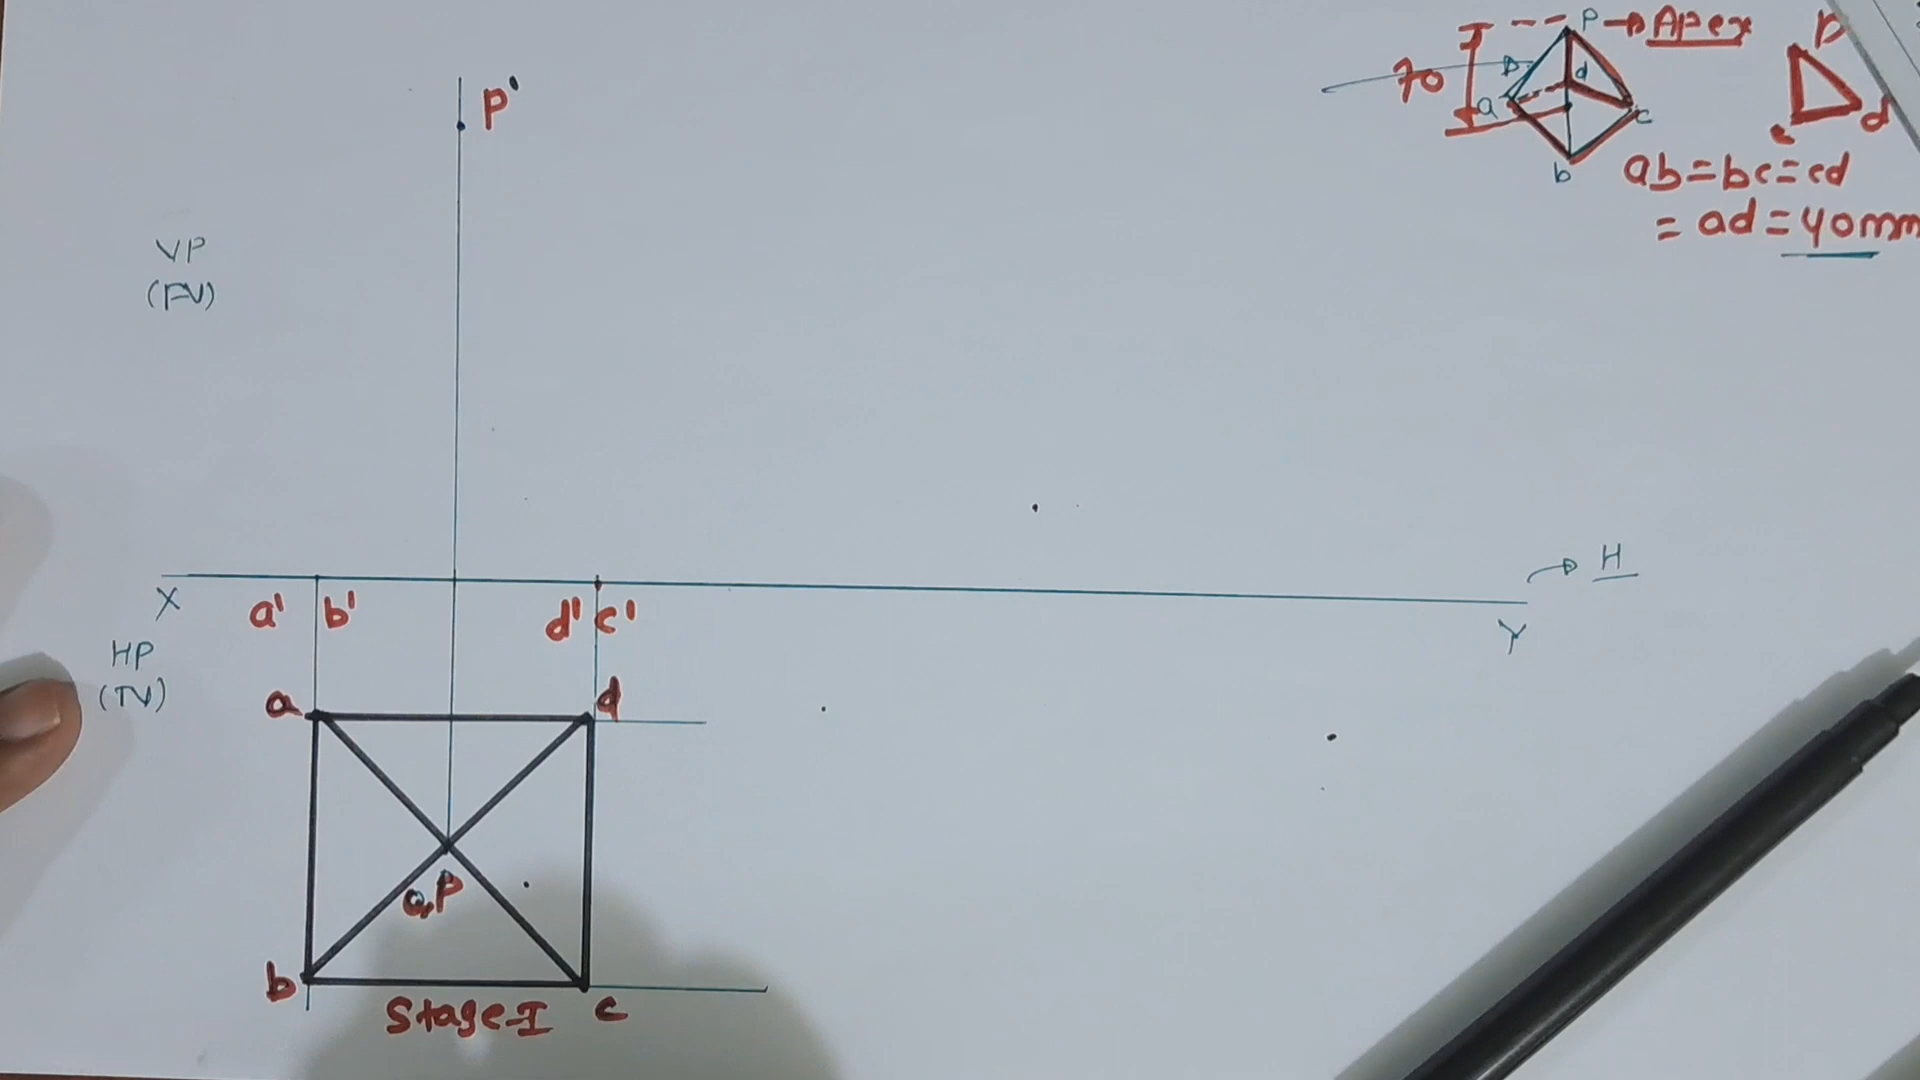 P → Apex
70
D
d
a
c
b
P
c
d
ab = bc = cd
= ad = 40mm
P'
VP
(FV)
→ H
X
Y
a' b'
d' c'
HP
(TV)
a
d
o,P
b
c
Stage-I